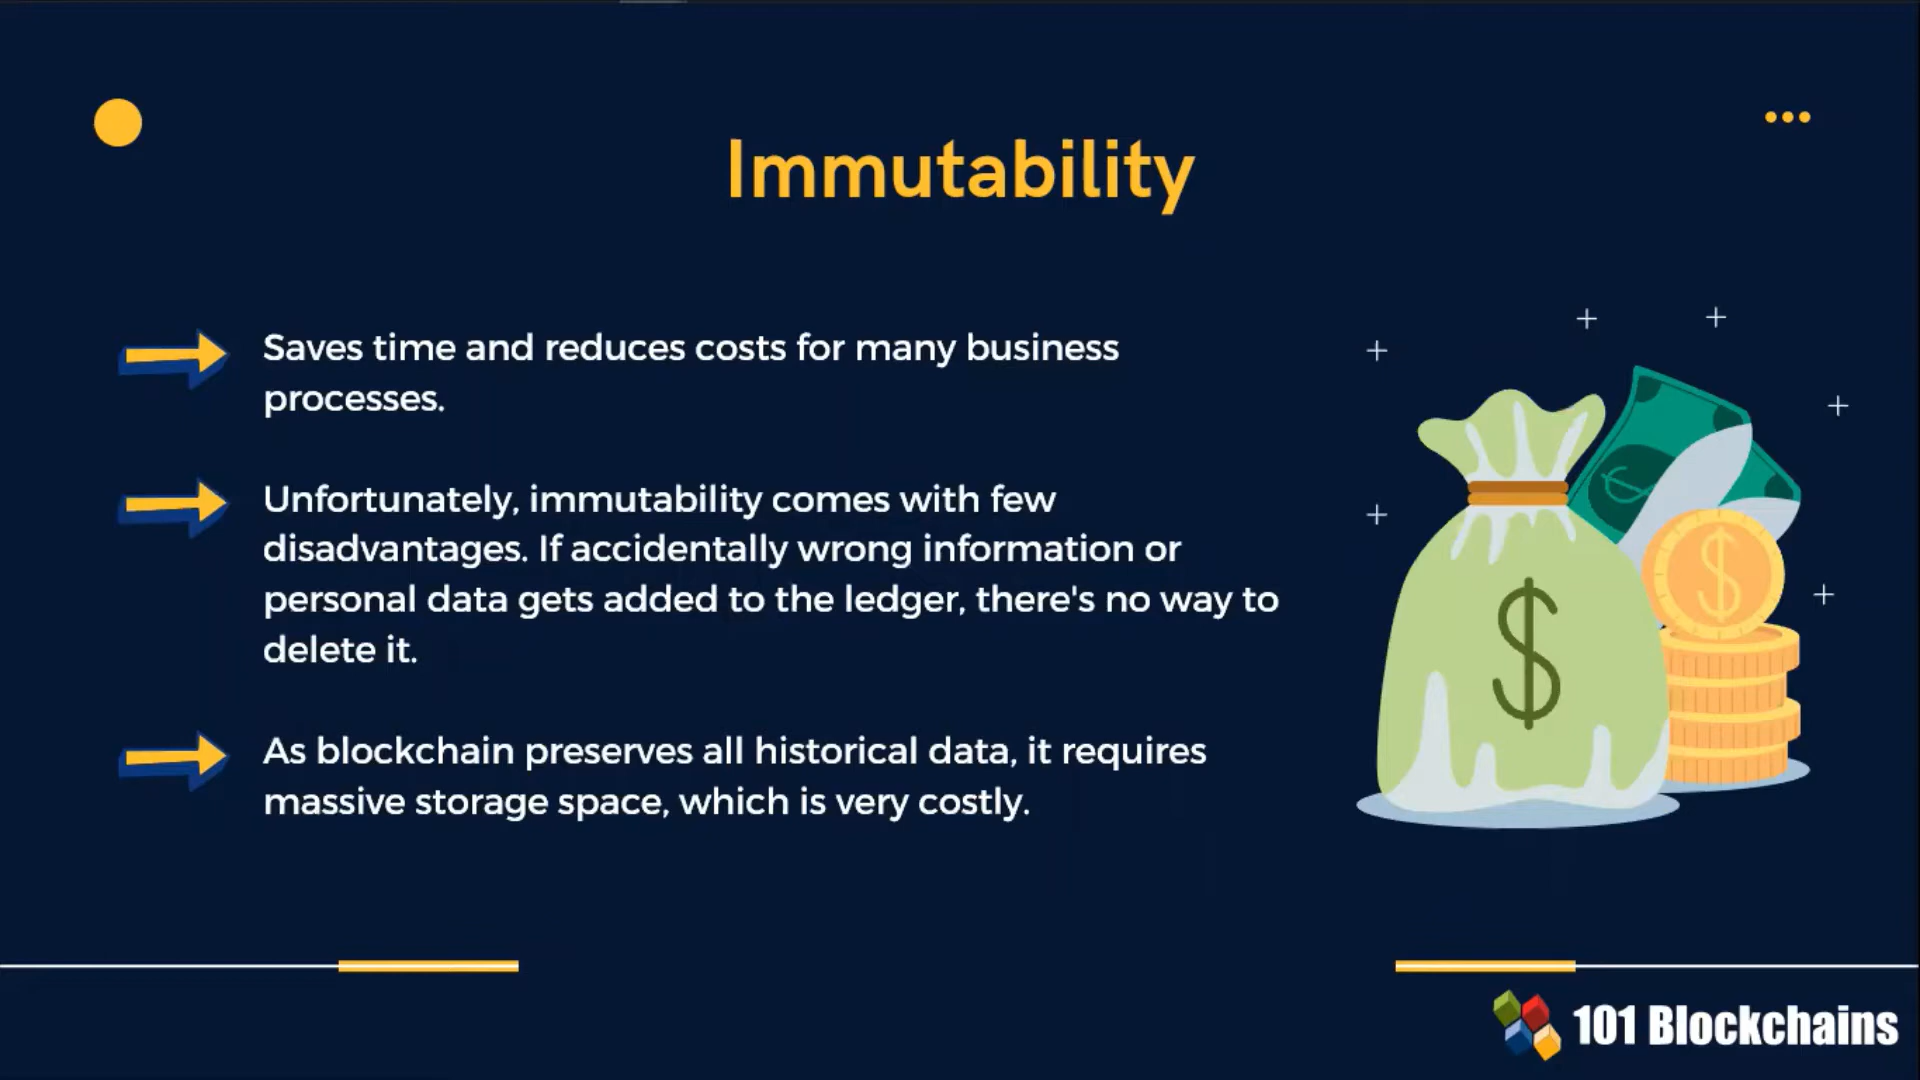 Immutability
Saves time and reduces costs for many business
processes.
Unfortunately, immutability comes with few
disadvantages. If accidentally wrong information or
personal data gets added to the ledger, there's no way to
delete it.
As blockchain preserves all historical data, it requires
massive storage space, which is very costly.
$
$
101 Blockchains